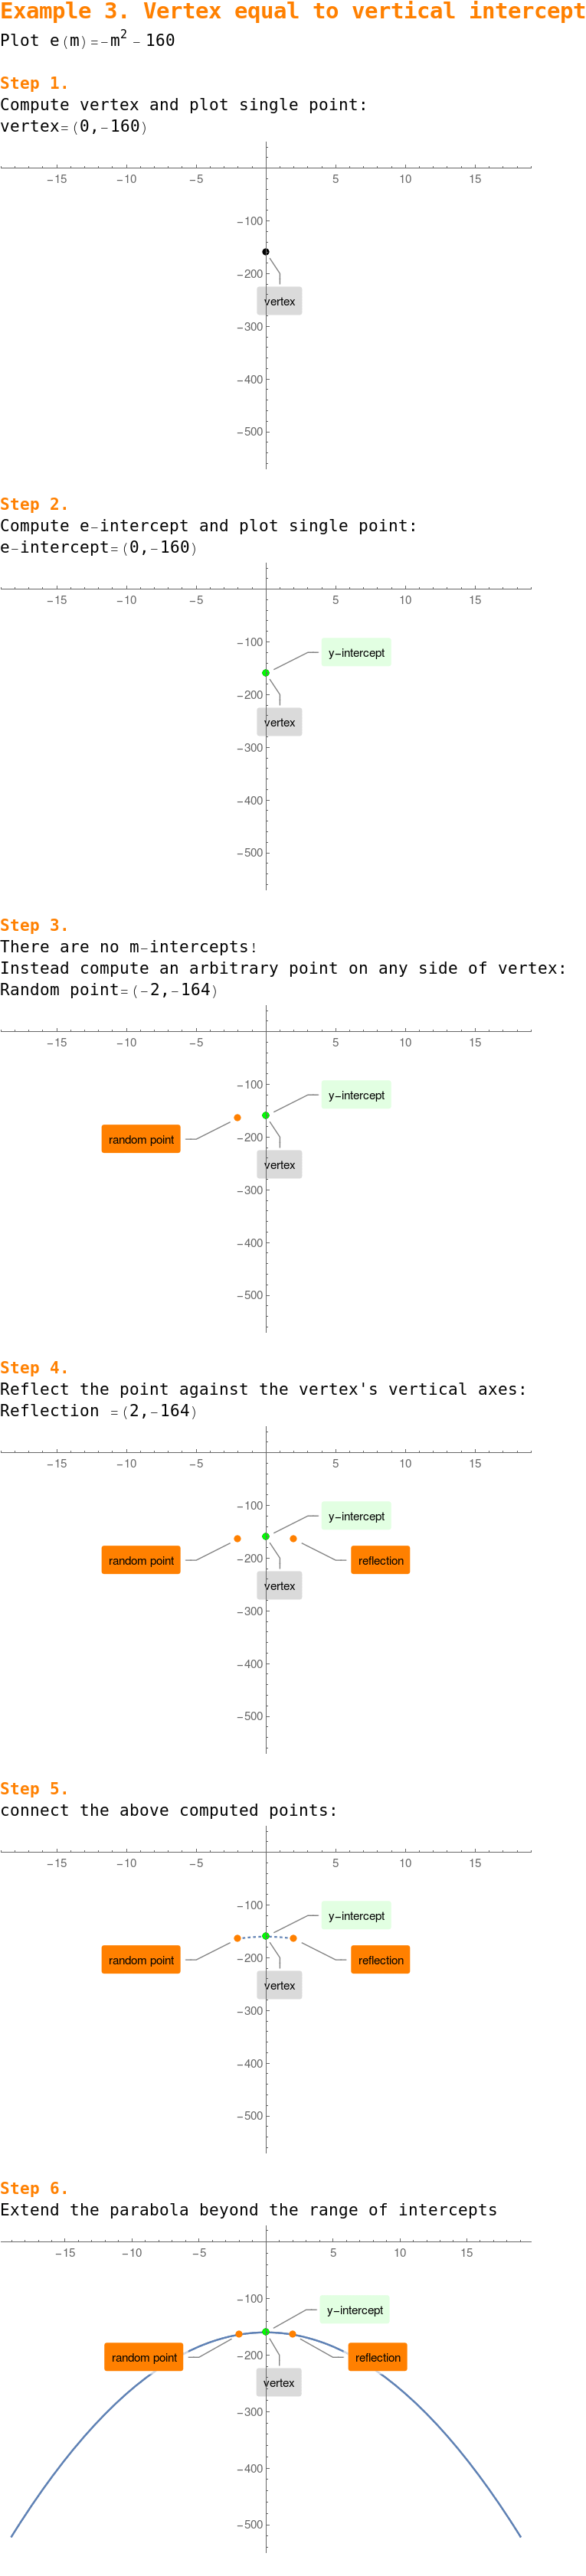 Example 3. Vertex equal to vertical intercept
Plot e(m)=-m² - 160
Step 1.
Compute vertex and plot single point:
vertex=(0,-160)
-15 -10 -5 5 10 15
-100
-200
vertex
-300
-400
-500
Step 2.
Compute e-intercept and plot single point:
e-intercept=(0,-160)
-15 -10 -5 5 10 15
-100
y-intercept
-200
vertex
-300
-400
-500
Step 3.
There are no m-intercepts!
Instead compute an arbitrary point on any side of vertex:
Random point=(-2,-164)
-15 -10 -5 5 10 15
-100
y-intercept
random point -200
vertex
-300
-400
-500
Step 4.
Reflect the point against the vertex's vertical axes:
Reflection =(2,-164)
-15 -10 -5 5 10 15
-100
y-intercept
random point -200 reflection
vertex
-300
-400
-500
Step 5.
connect the above computed points:
-15 -10 -5 5 10 15
-100
y-intercept
random point -200 reflection
vertex
-300
-400
-500
Step 6.
Extend the parabola beyond the range of intercepts
-15 -10 -5 5 10 15
-100
y-intercept
random point -200 reflection
vertex
-300
-400
-500